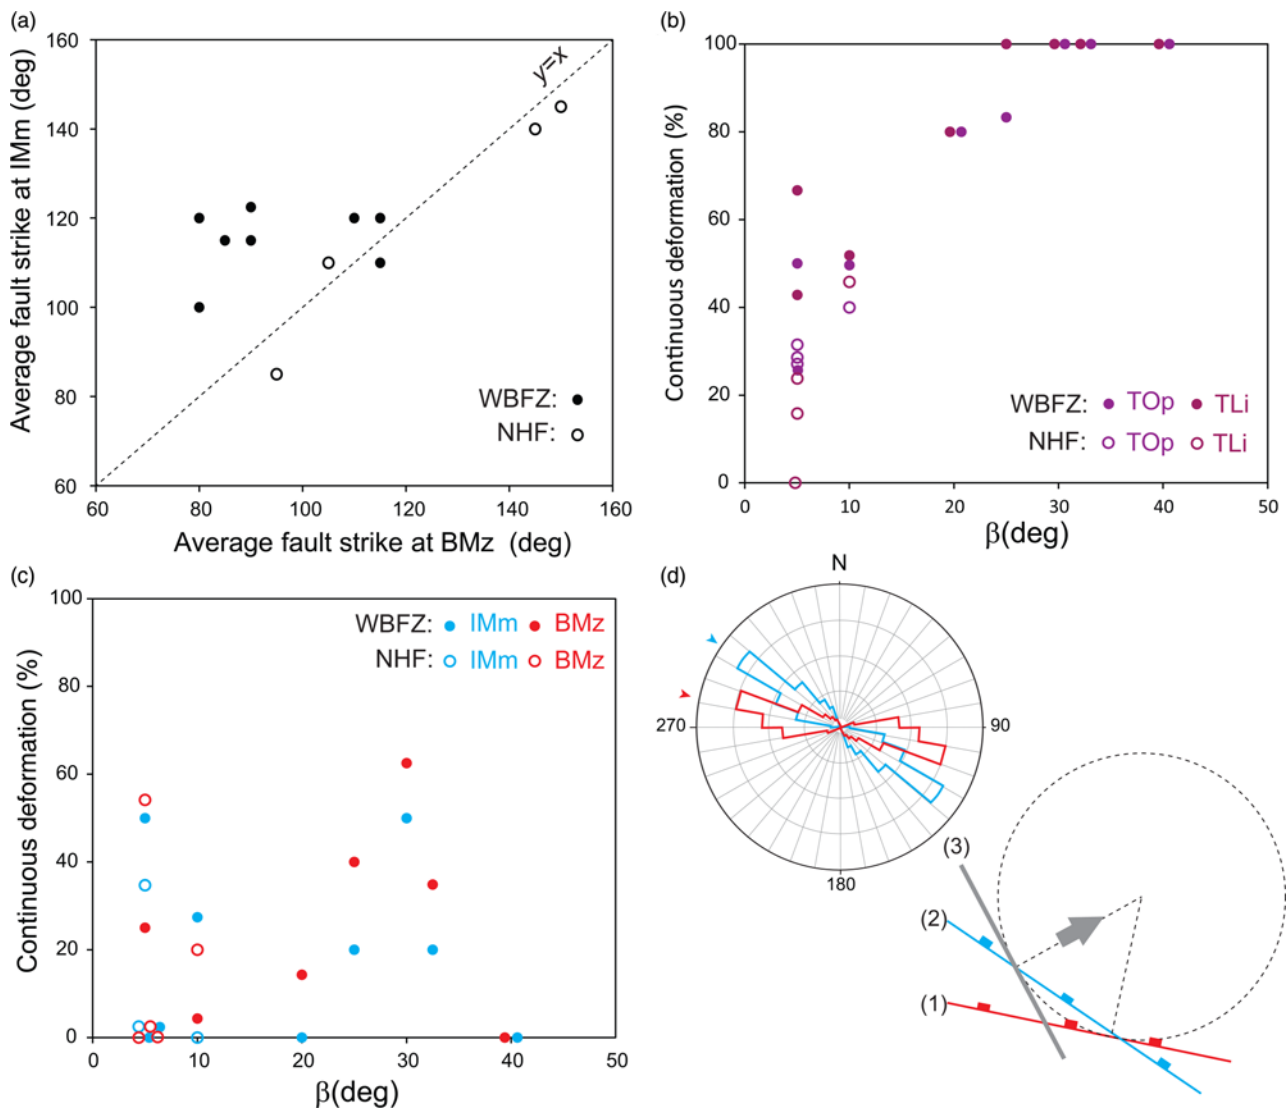 (a)
160
140
120
100
80
60
60
80
100
120
140
160
Average fault strike at IMm (deg)
Average fault strike at BMz (deg)
y=x
WBFZ:
NHF:
(b)
100
80
60
40
20
0
0
10
20
30
40
50
Continuous deformation (%)
β(deg)
WBFZ: TOp TLi
NHF: TOp TLi
(c)
100
80
60
40
20
0
0
10
20
30
40
50
Continuous deformation (%)
β(deg)
WBFZ: IMm BMz
NHF: IMm BMz
(d)
N
270
90
180
(3)
(2)
(1)